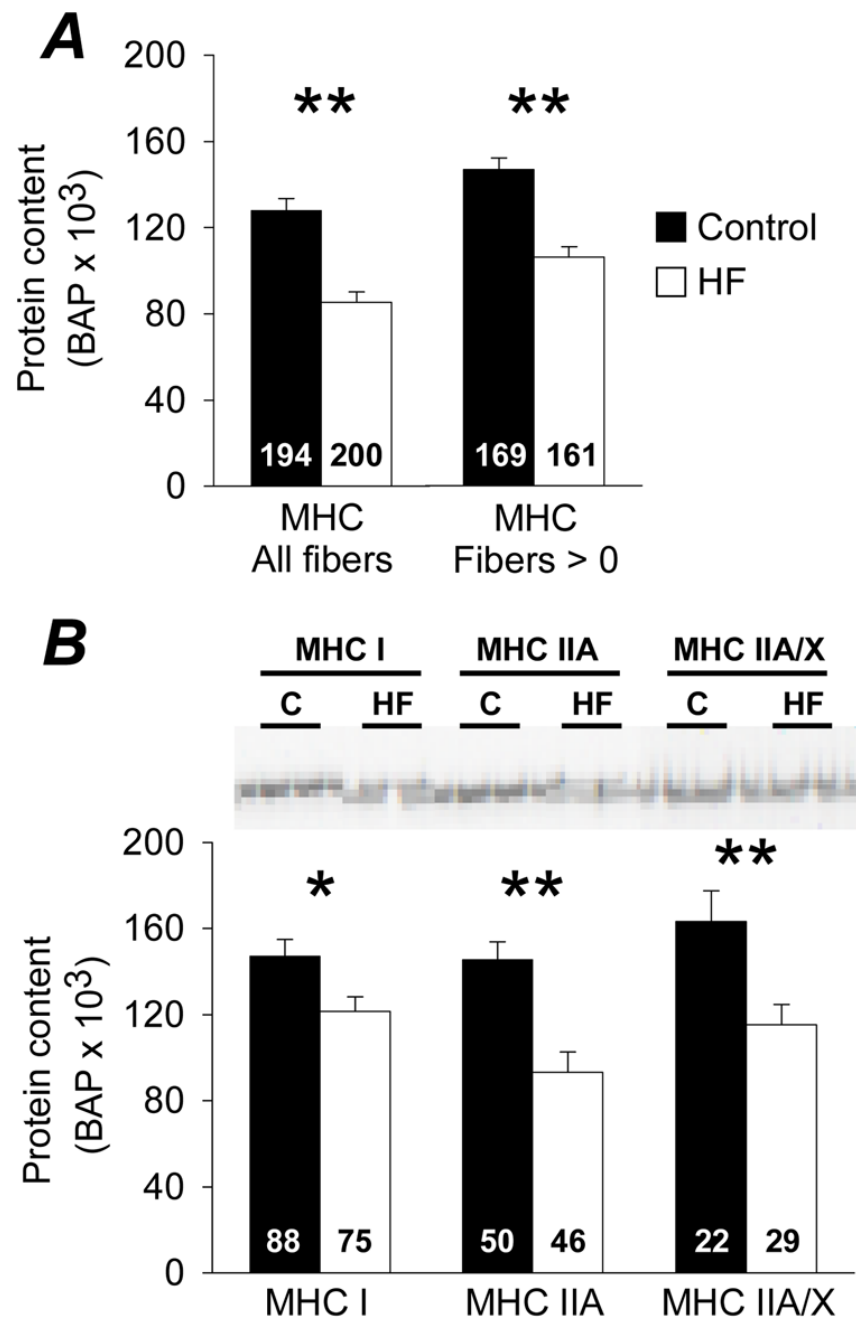 A
200
160
120
80
40
0
Protein content
(BAP x 10³)
** **
Control
HF
194 200 169 161
MHC
All fibers
MHC
Fibers > 0
B
MHC I MHC IIA MHC IIA/X
C HF C HF C HF
200
160
120
80
40
0
Protein content
(BAP x 10³)
* ** **
88 75 50 46 22 29
MHC I MHC IIA MHC IIA/X